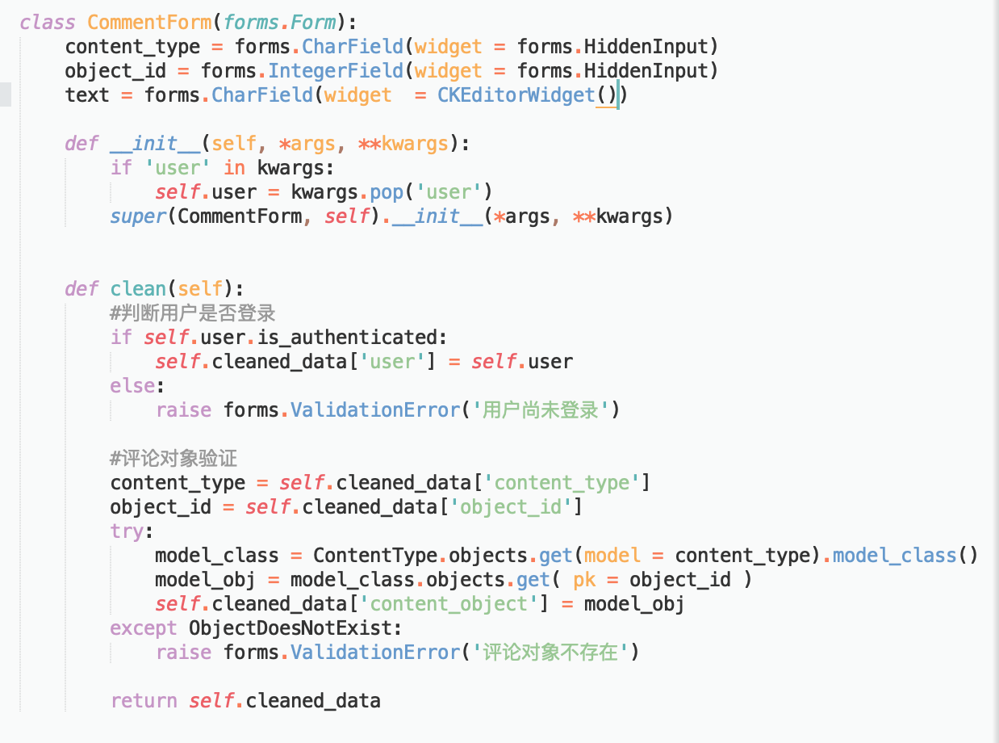 class CommentForm(forms.Form):
    content_type = forms.CharField(widget = forms.HiddenInput)
    object_id = forms.IntegerField(widget = forms.HiddenInput)
    text = forms.CharField(widget  = CKEditorWidget())
    def __init__(self, *args, **kwargs):
        if 'user' in kwargs:
            self.user = kwargs.pop('user')
        super(CommentForm, self).__init__(*args, **kwargs)
    def clean(self):
        #判断用户是否登录
        if self.user.is_authenticated:
            self.cleaned_data['user'] = self.user
        else:
            raise forms.ValidationError('用户尚未登录')
        #评论对象验证
        content_type = self.cleaned_data['content_type']
        object_id = self.cleaned_data['object_id']
        try:
            model_class = ContentType.objects.get(model = content_type).model_class()
            model_obj = model_class.objects.get( pk = object_id )
            self.cleaned_data['content_object'] = model_obj
        except ObjectDoesNotExist:
            raise forms.ValidationError('评论对象不存在')
        return self.cleaned_data